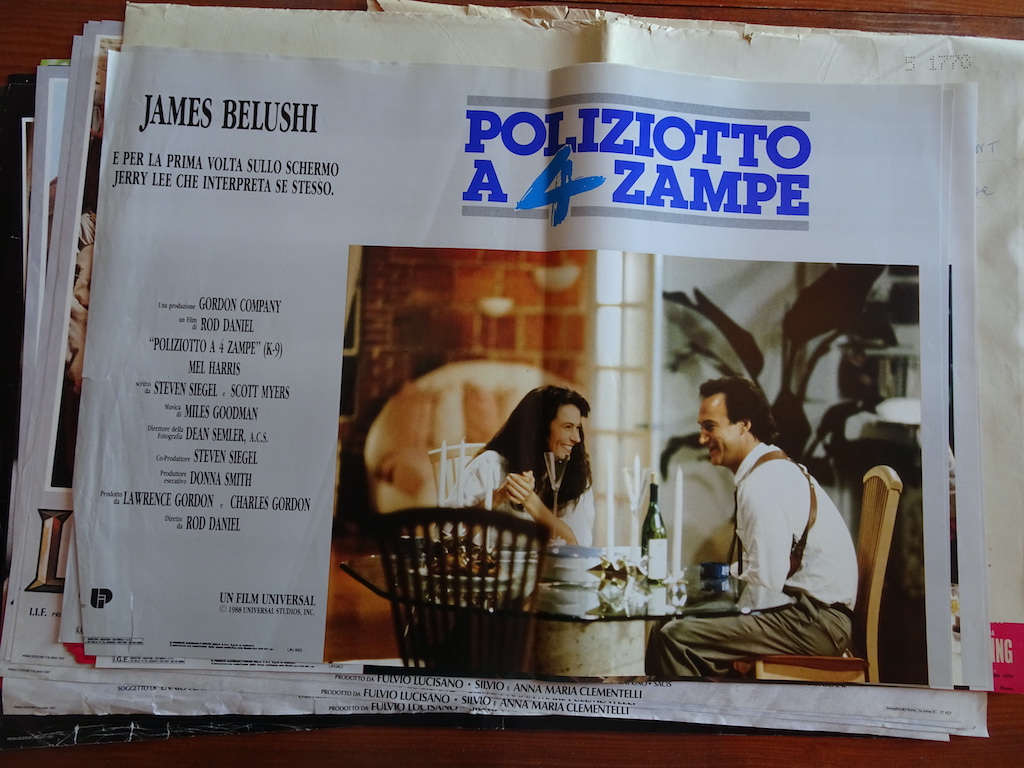 5 1770
JAMES BELUSHI
E PER LA PRIMA VOLTA SULLO SCHERMO
JERRY LEE CHE INTERPRETA SE STESSO.
POLIZIOTTO
A 4 ZAMPE
Una produzione GORDON COMPANY
un Film di ROD DANIEL
“POLIZIOTTO A 4 ZAMPE” (K-9)
MEL HARRIS
scritto da STEVEN SIEGEL e SCOTT MYERS
Musica di MILES GOODMAN
Direttore della Fotografia DEAN SEMLER, A.C.S.
Co-Produttore STEVEN SIEGEL
Produttore esecutivo DONNA SMITH
Prodotto da LAWRENCE GORDON e CHARLES GORDON
Diretto da ROD DANIEL
UN FILM UNIVERSAL
© 1988 UNIVERSAL STUDIOS, INC.
I.I.F.
I.G.E.
NG
SOGGETTO DI
PRODOTTO DA FULVIO LUCISANO · SILVIO E ANNA MARIA CLEMENTELLI
PRODOTTO DA FULVIO LUCISANO · SILVIO E ANNA MARIA CLEMENTELLI
PRODOTTO DA FULVIO LUCISANO · SILVIO E ANNA MARIA CLEMENTELLI